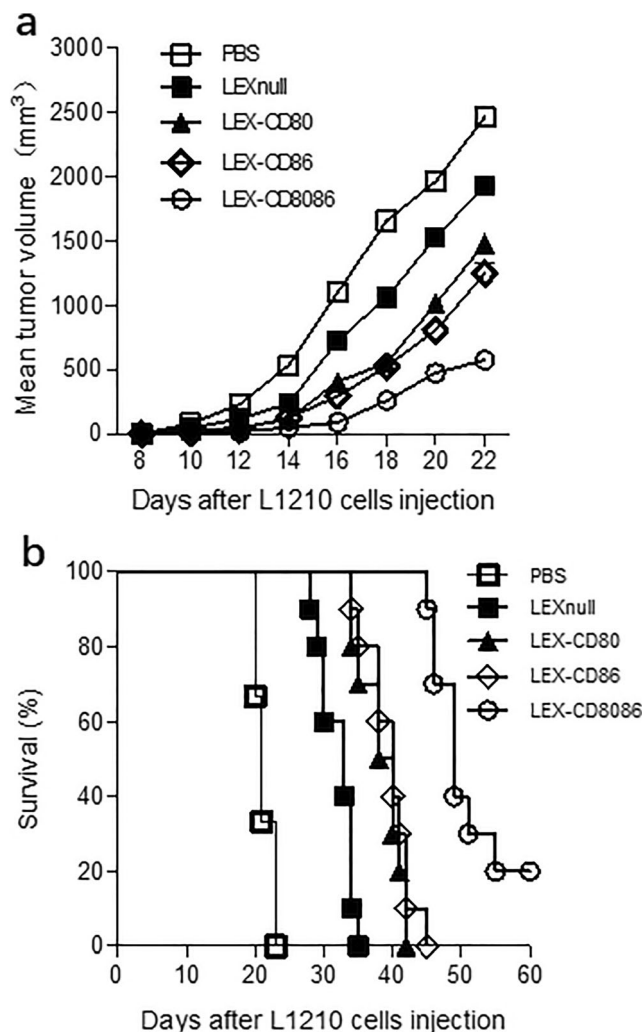 a
3000
2500
2000
1500
1000
500
0
Mean tumor volume (mm³)
PBS
LEXnull
LEX-CD80
LEX-CD86
LEX-CD8086
8 10 12 14 16 18 20 22
Days after L1210 cells injection
b
100
80
60
40
20
0
Survival (%)
PBS
LEXnull
LEX-CD80
LEX-CD86
LEX-CD8086
0 20 30 40 50 60
Days after L1210 cells injection